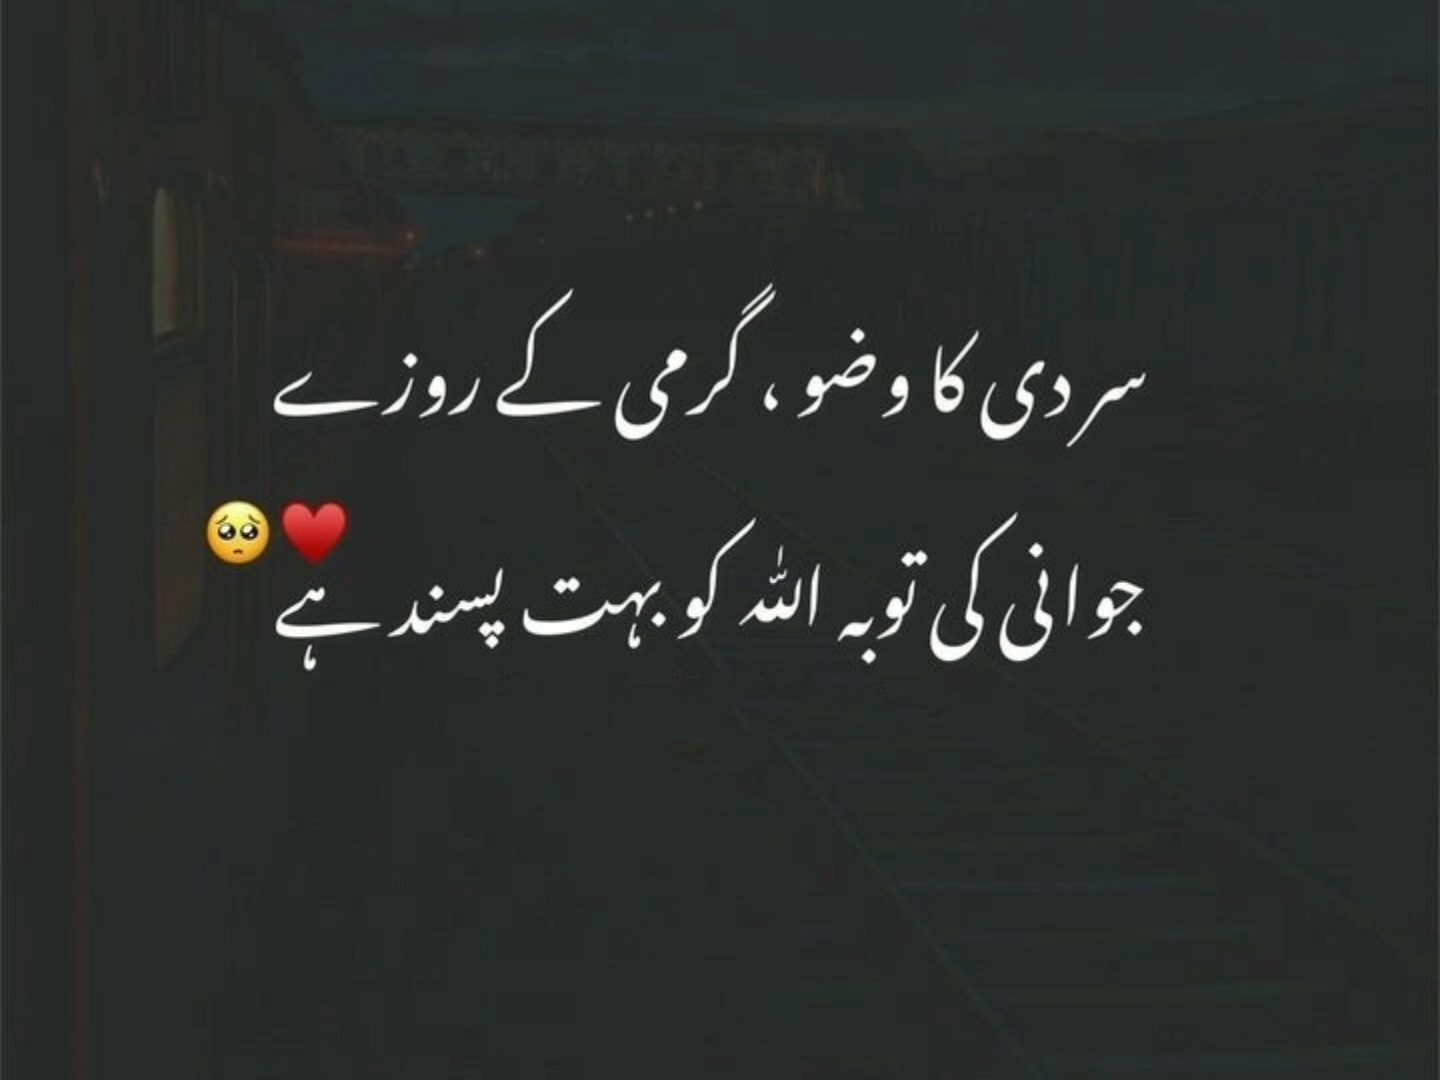 سردی کا وضو ، گرمی کے روزے
جوانی کی توبہ اللہ کو بہت پسند ہے ♥️🥺